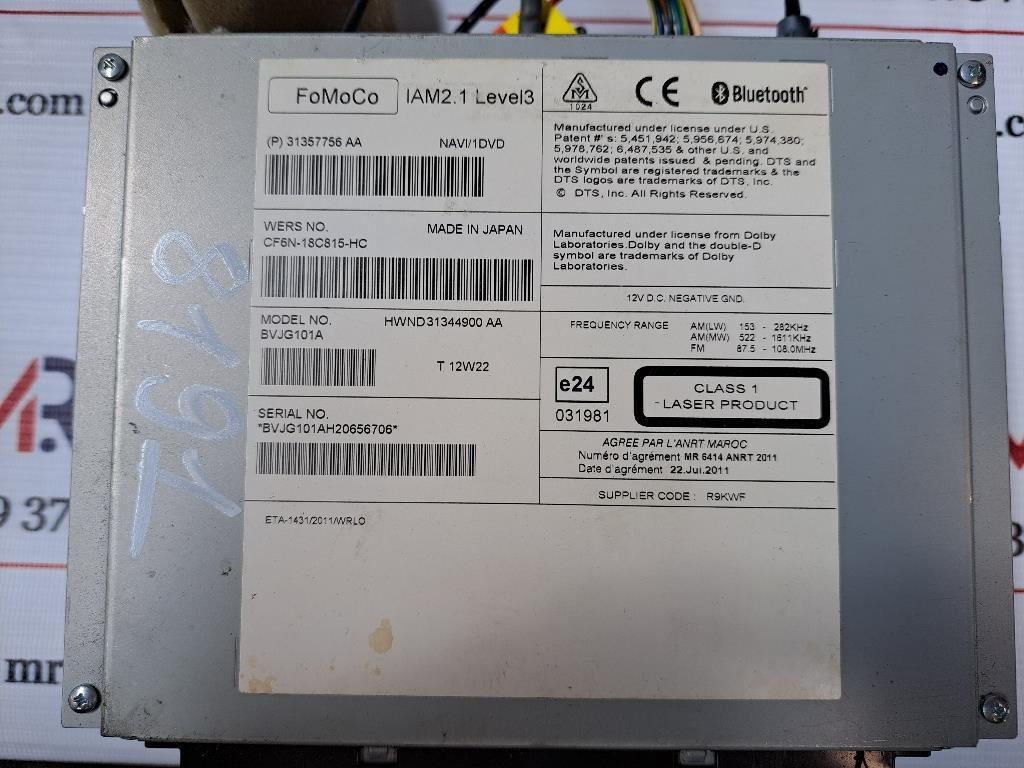 FoMoCo IAM2.1 Level3
(P) 31357756 AA NAVI/1DVD
WERS NO. MADE IN JAPAN
CF6N-18C815-HC
MODEL NO. HWND31344900 AA
BVJG101A
T 12W22
SERIAL NO.
*BVJG101AH20656706*
ETA-1431/2011/WRLO
1024
CE
Bluetooth
Manufactured under license under U.S.
Patent #' s: 5,451,942; 5,956,674; 5,974,380;
5,978,762; 6,487,535 & other U.S. and
worldwide patents issued & pending. DTS and
the Symbol are registered trademarks & the
DTS logos are trademarks of DTS, Inc.
© DTS, Inc. All Rights Reserved.
Manufactured under license from Dolby
Laboratories.Dolby and the double-D
symbol are trademarks of Dolby
Laboratories.
12V D.C. NEGATIVE GND.
FREQUENCY RANGE AM(LW) 153 - 282KHz
AM(MW) 522 - 1611KHz
FM 87.5 - 108.0MHz
e24
031981
CLASS 1
LASER PRODUCT
AGREE PAR L'ANRT MAROC
Numéro d'agrément MR 6414 ANRT 2011
Date d'agrément 22.Jui.2011
SUPPLIER CODE : R9KWF
.com
9 37
mr